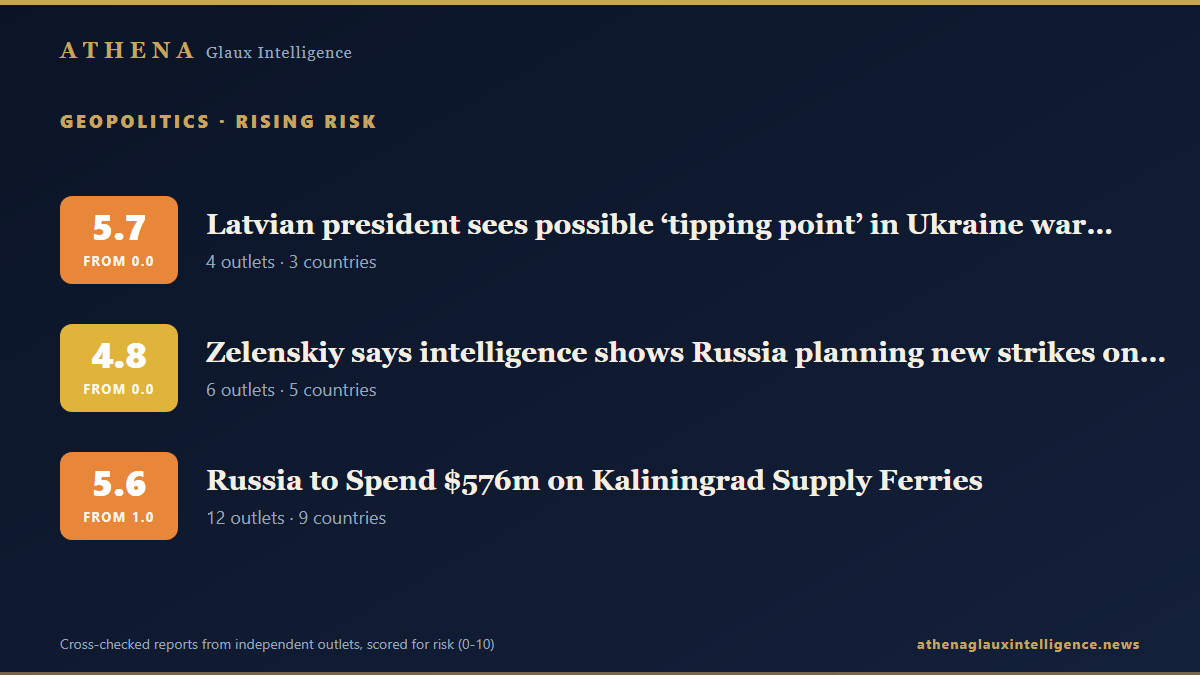 ATHENA Glaux Intelligence
GEOPOLITICS · RISING RISK
5.7
FROM 0.0
Latvian president sees possible ‘tipping point’ in Ukraine war...
4 outlets · 3 countries
4.8
FROM 0.0
Zelenskiy says intelligence shows Russia planning new strikes on...
6 outlets · 5 countries
5.6
FROM 1.0
Russia to Spend $576m on Kaliningrad Supply Ferries
12 outlets · 9 countries
Cross-checked reports from independent outlets, scored for risk (0-10)
athenaglauxintelligence.news